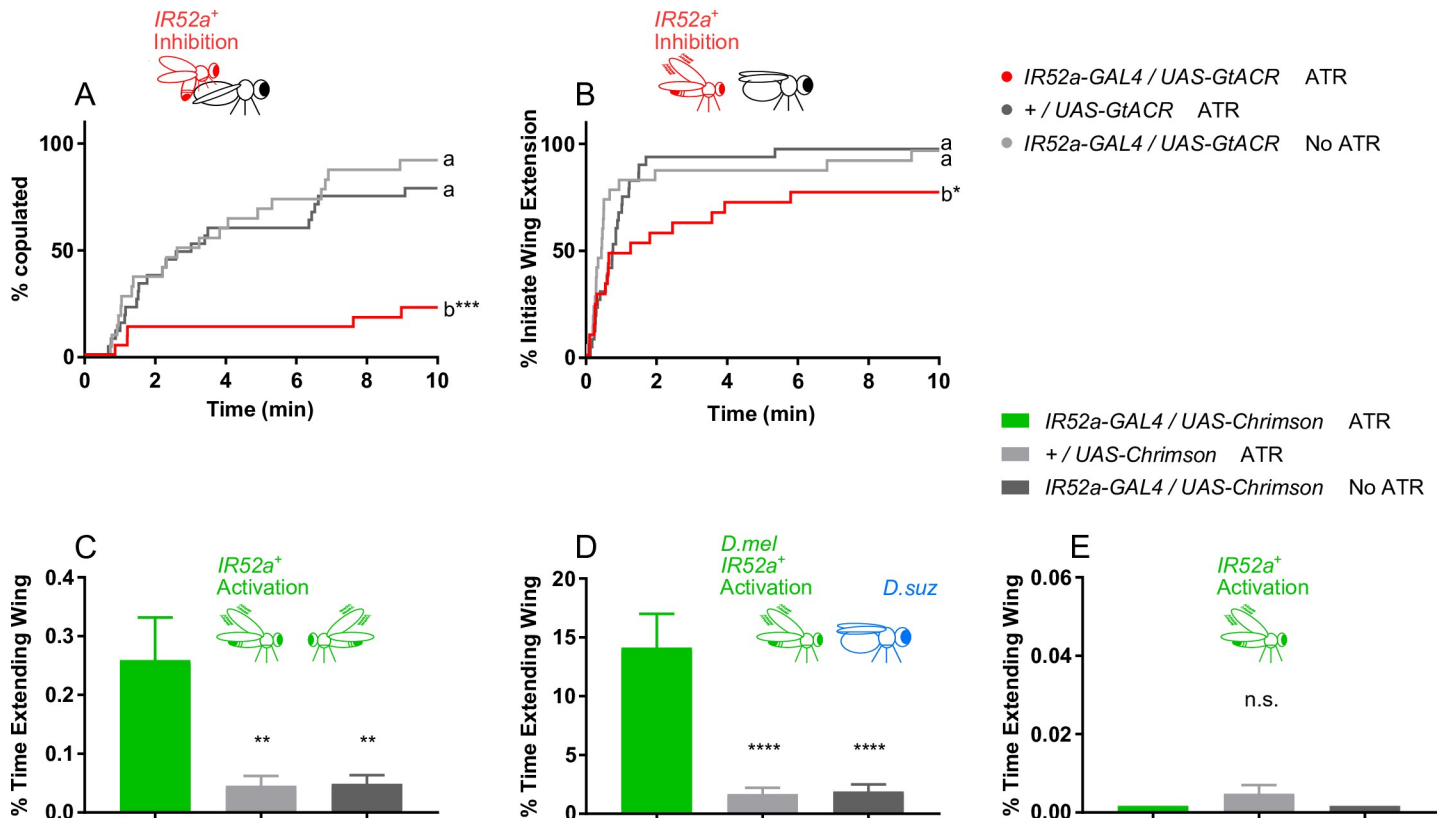 IR52a+
Inhibition
A
% copulated
100
50
0
a
a
b***
0 2 4 6 8 10
Time (min)
IR52a+
Inhibition
B
% Initiate Wing Extension
100
50
0
a
a
b*
0 2 4 6 8 10
Time (min)
IR52a-GAL4 / UAS-GtACR ATR
+ / UAS-GtACR ATR
IR52a-GAL4 / UAS-GtACR No ATR
IR52a-GAL4 / UAS-Chrimson ATR
+ / UAS-Chrimson ATR
IR52a-GAL4 / UAS-Chrimson No ATR
C
IR52a+
Activation
% Time Extending Wing
0.4
0.3
0.2
0.1
0.0
** **
D
D.mel
IR52a+
Activation
D.suz
% Time Extending Wing
20
15
10
5
0
**** ****
E
IR52a+
Activation
% Time Extending Wing
0.06
0.04
0.02
0.00
n.s.